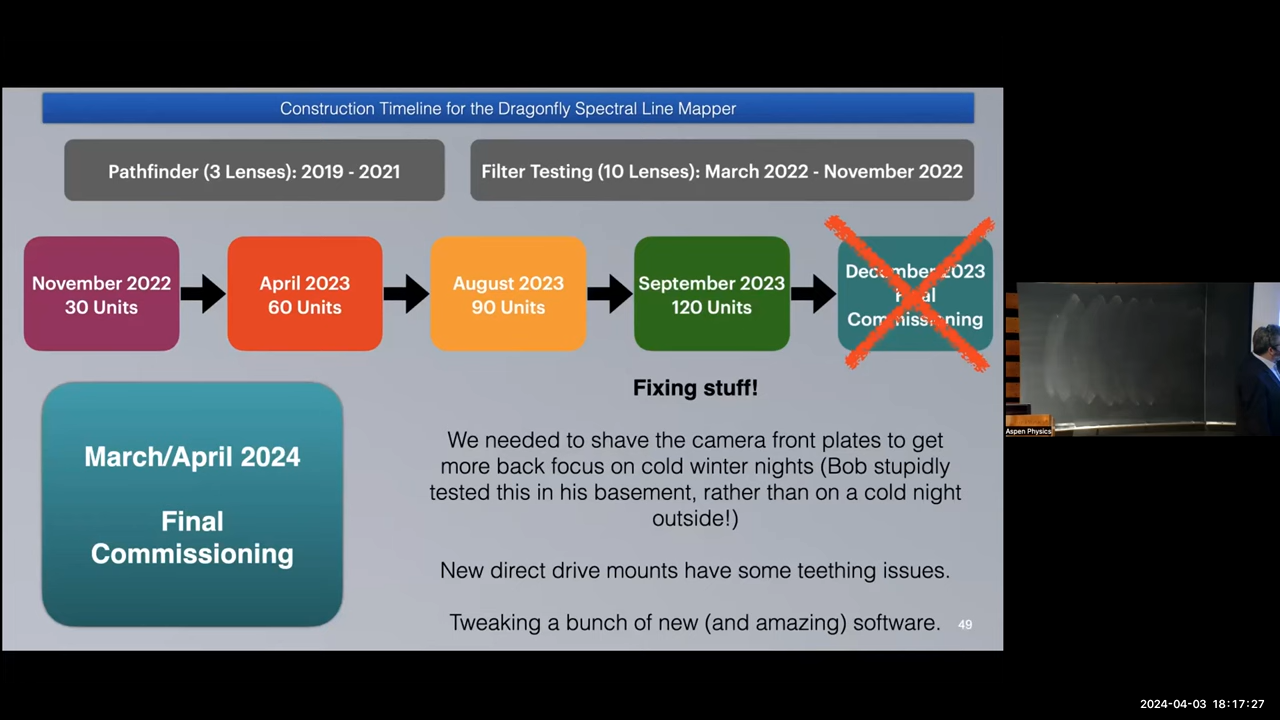 Construction Timeline for the Dragonfly Spectral Line Mapper
Pathfinder (3 Lenses): 2019 - 2021
Filter Testing (10 Lenses): March 2022 - November 2022
November 2022
30 Units
April 2023
60 Units
August 2023
90 Units
September 2023
120 Units
December 2023
Final
Commissioning
March/April 2024
Final
Commissioning
Fixing stuff!
We needed to shave the camera front plates to get
more back focus on cold winter nights (Bob stupidly
tested this in his basement, rather than on a cold night
outside!)
New direct drive mounts have some teething issues.
Tweaking a bunch of new (and amazing) software.
49
Aspen Physics
2024-04-03 18:17:27